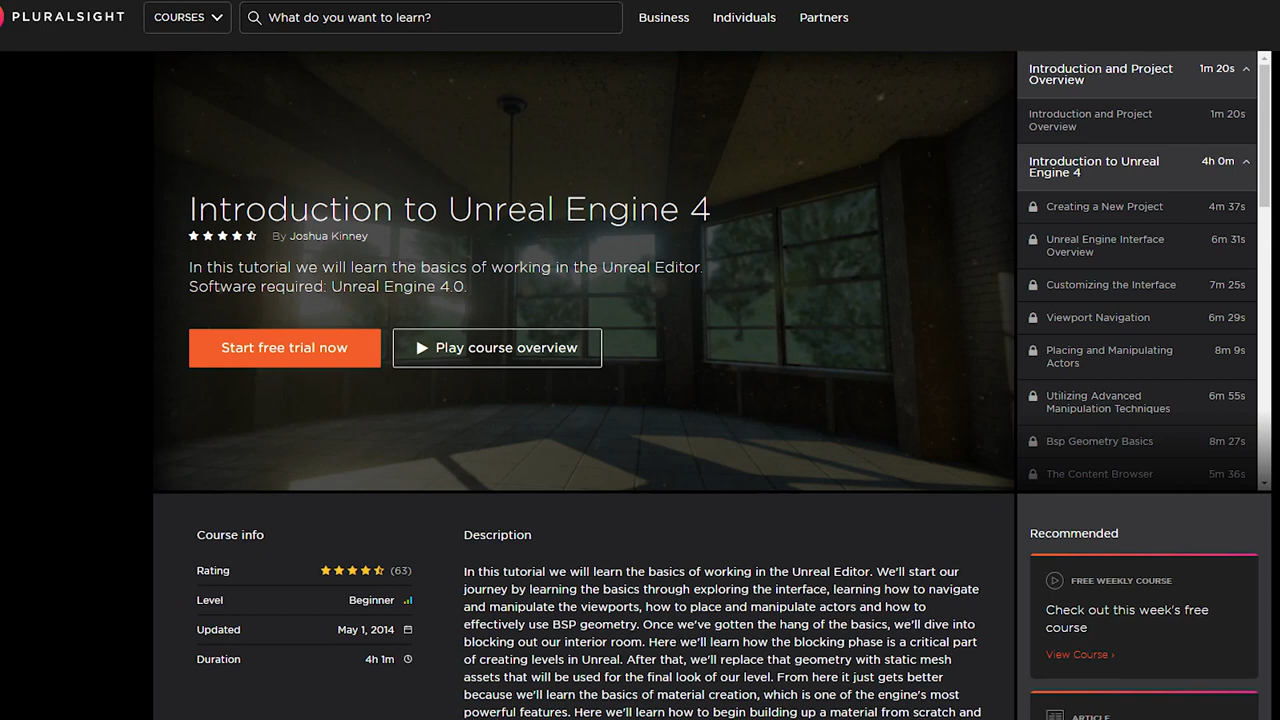 PLURALSIGHT
COURSES
What do you want to learn?
Business
Individuals
Partners
Introduction to Unreal Engine 4
By Joshua Kinney
In this tutorial we will learn the basics of working in the Unreal Editor.
Software required: Unreal Engine 4.0.
Start free trial now
Play course overview
Introduction and Project 1m 20s
Overview
Introduction and Project 1m 20s
Overview
Introduction to Unreal 4h 0m
Engine 4
Creating a New Project 4m 37s
Unreal Engine Interface 6m 31s
Overview
Customizing the Interface 7m 25s
Viewport Navigation 6m 29s
Placing and Manipulating 8m 9s
Actors
Utilizing Advanced 6m 55s
Manipulation Techniques
Bsp Geometry Basics 8m 27s
The Content Browser 5m 36s
Course info
Rating (63)
Level Beginner
Updated May 1, 2014
Duration 4h 1m
Description
In this tutorial we will learn the basics of working in the Unreal Editor. We'll start our
journey by learning the basics through exploring the interface, learning how to navigate
and manipulate the viewports, how to place and manipulate actors and how to
effectively use BSP geometry. Once we've gotten the hang of the basics, we'll dive into
blocking out our interior room. Here we'll learn how the blocking phase is a critical part
of creating levels in Unreal. After that, we'll replace that geometry with static mesh
assets that will be used for the final look of our level. From here it just gets better
because we'll learn the basics of material creation, which is one of the engine's most
powerful features. Here we'll learn how to begin building up a material from scratch and
Recommended
FREE WEEKLY COURSE
Check out this week's free
course
View Course ›
ARTICLE